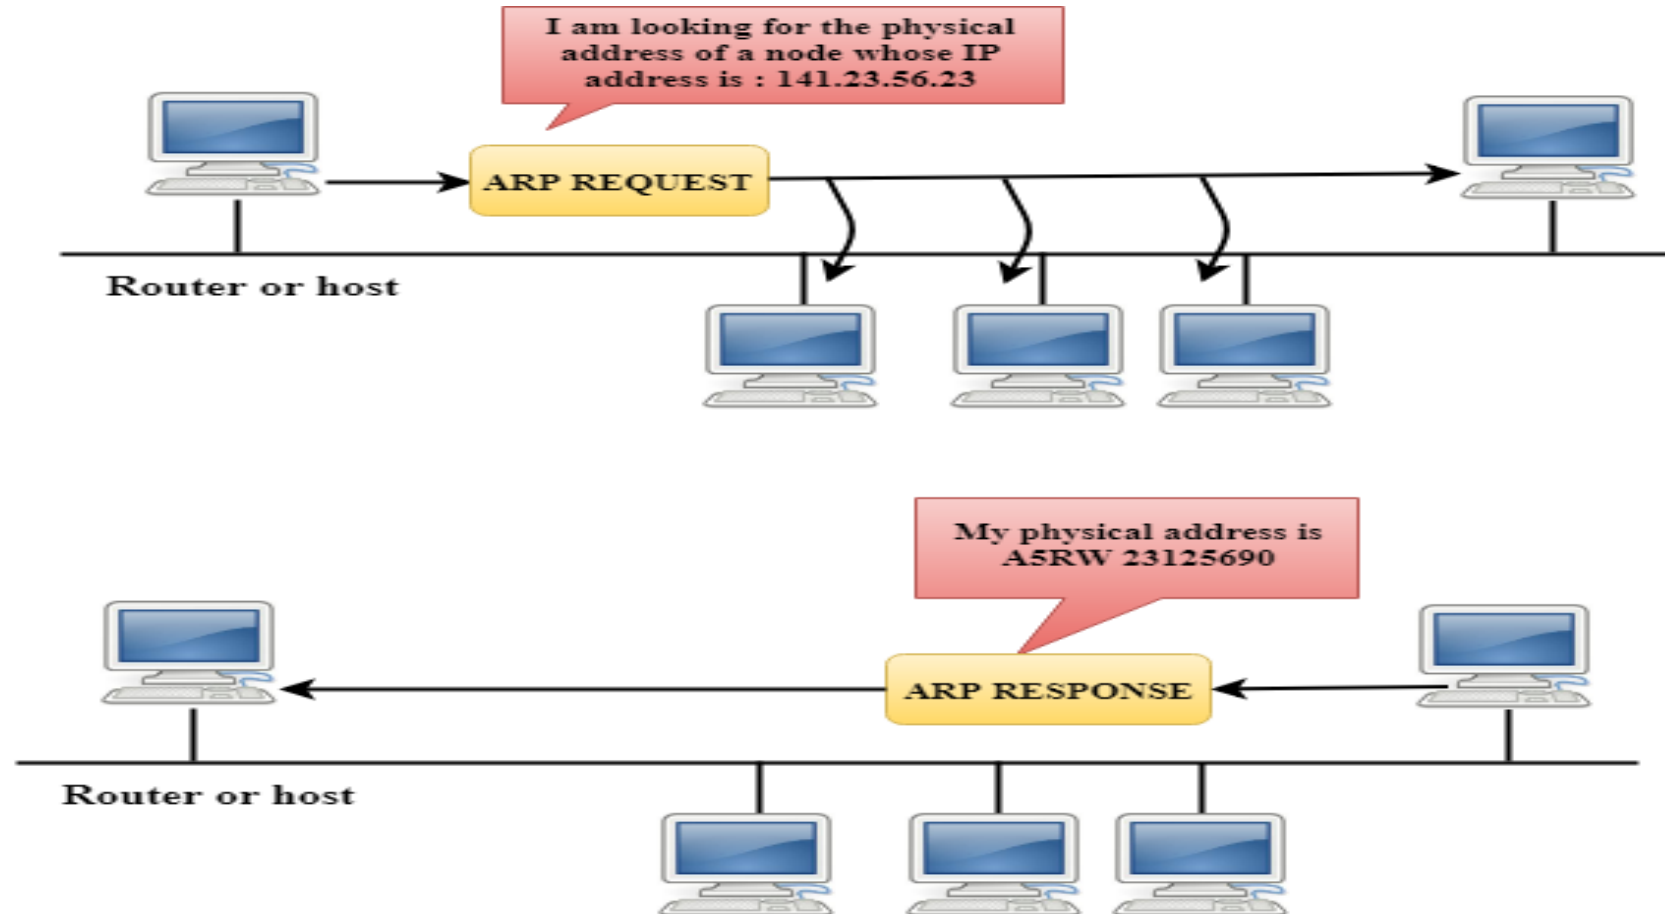 I am looking for the physical
address of a node whose IP
address is : 141.23.56.23
ARP REQUEST
Router or host
My physical address is
A5RW 23125690
ARP RESPONSE
Router or host